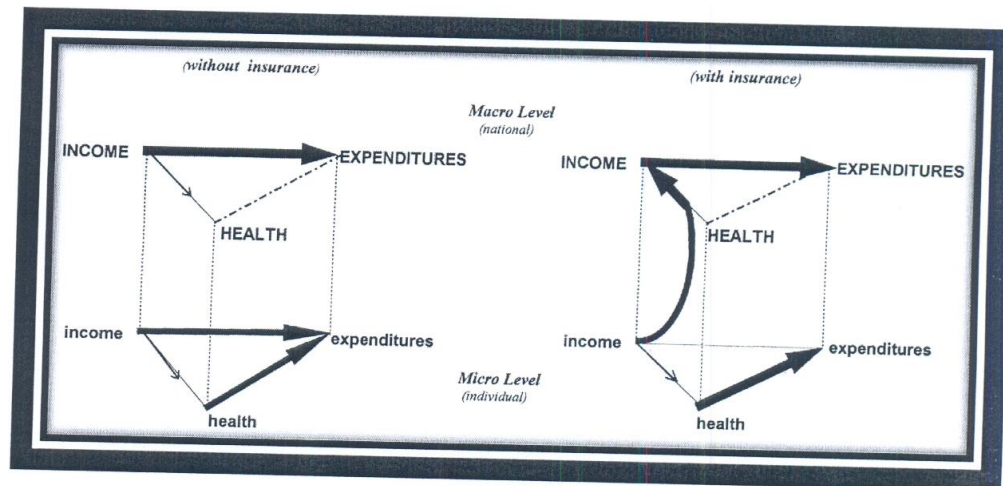 (without insurance)
(with insurance)
Macro Level
(national)
INCOME
EXPENDITURES
HEALTH
INCOME
EXPENDITURES
HEALTH
income
expenditures
health
income
expenditures
health
Micro Level
(individual)